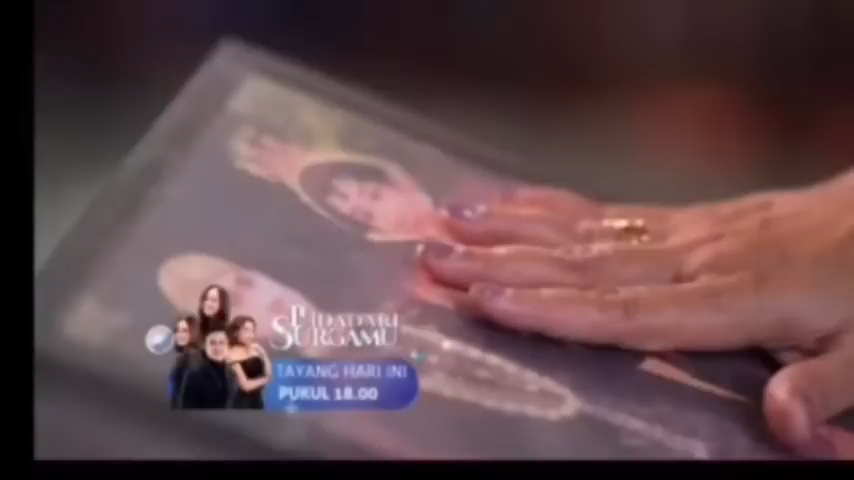 BIDADARI
SURGAMU
TAYANG HARI INI
PUKUL 18.00